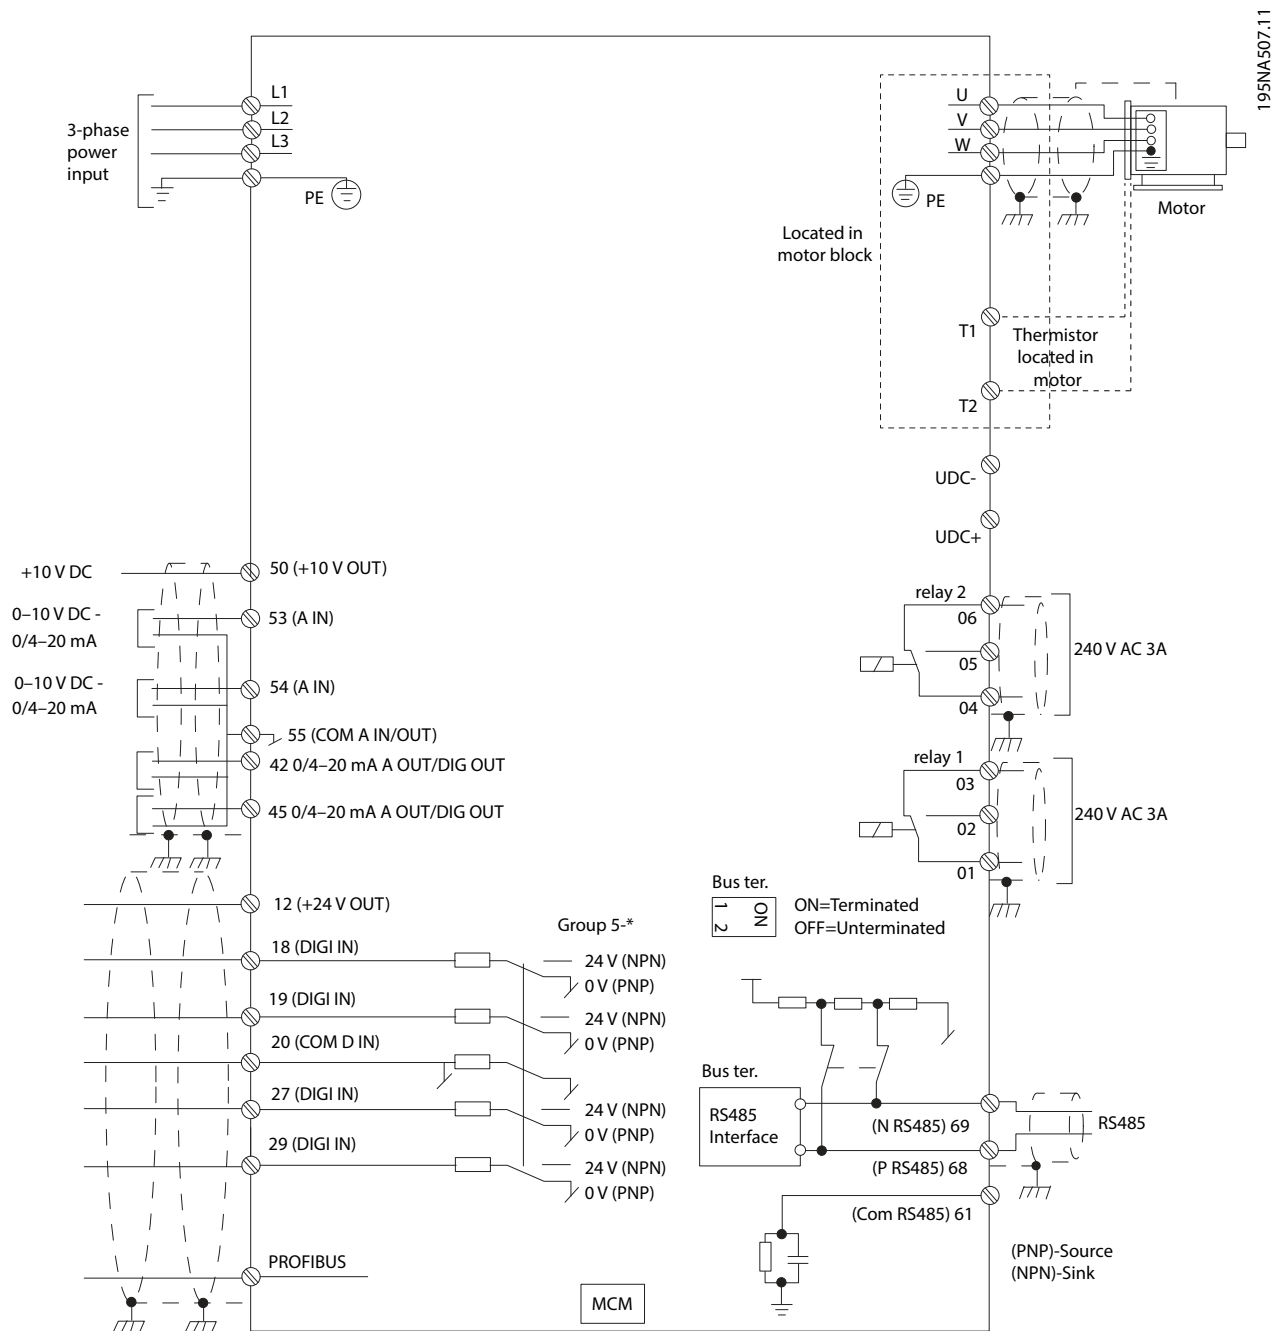 195NA507.11
3-phase
power
input
L1
L2
L3
PE
U
V
W
PE
Motor
Located in
motor block
T1
Thermistor
located in
motor
T2
UDC-
UDC+
+10 V DC
50 (+10 V OUT)
0–10 V DC -
0/4–20 mA
53 (A IN)
0–10 V DC -
0/4–20 mA
54 (A IN)
55 (COM A IN/OUT)
42 0/4–20 mA A OUT/DIG OUT
45 0/4–20 mA A OUT/DIG OUT
relay 2
06
05
04
240 V AC 3A
relay 1
03
02
01
240 V AC 3A
Bus ter.
1
2
ON
ON=Terminated
OFF=Unterminated
12 (+24 V OUT)
Group 5-*
18 (DIGI IN)
24 V (NPN)
0 V (PNP)
19 (DIGI IN)
24 V (NPN)
0 V (PNP)
20 (COM D IN)
27 (DIGI IN)
24 V (NPN)
0 V (PNP)
29 (DIGI IN)
24 V (NPN)
0 V (PNP)
PROFIBUS
Bus ter.
RS485
Interface
(N RS485) 69
RS485
(P RS485) 68
(Com RS485) 61
(PNP)-Source
(NPN)-Sink
MCM